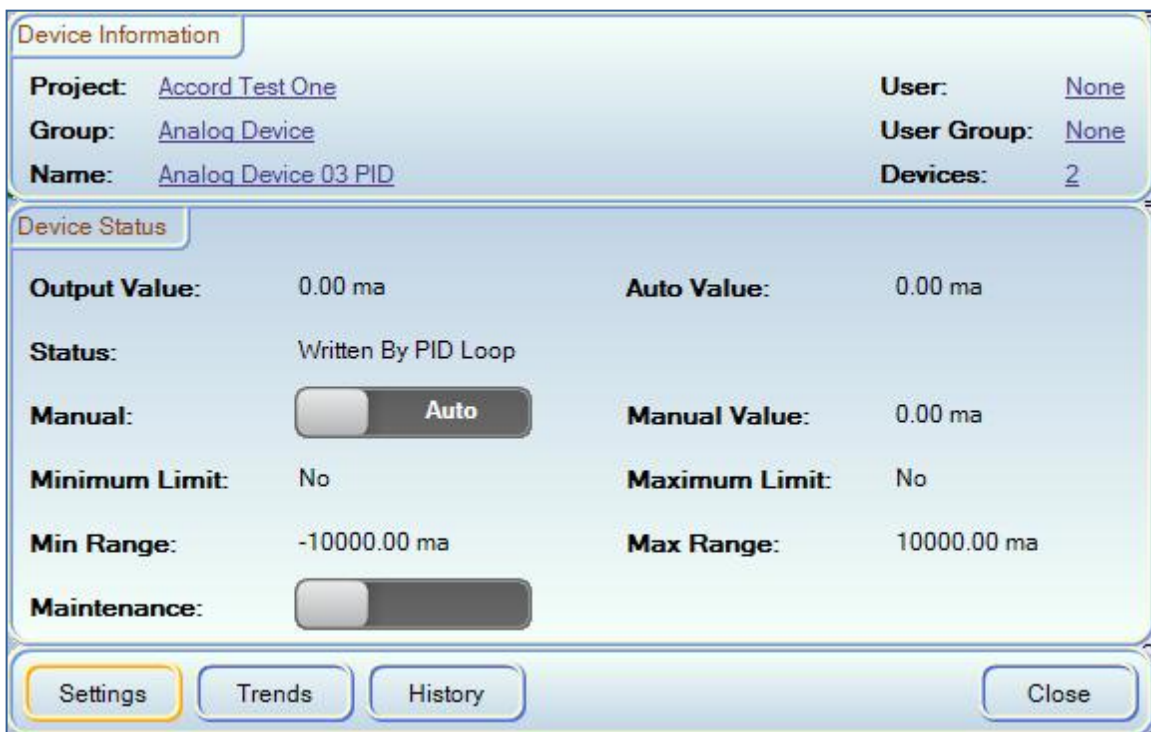 Device Information
Project: Accord Test One User: None
Group: Analog Device User Group: None
Name: Analog Device 03 PID Devices: 2
Device Status
Output Value: 0.00 ma Auto Value: 0.00 ma
Status: Written By PID Loop
Manual: Auto Manual Value: 0.00 ma
Minimum Limit: No Maximum Limit: No
Min Range: -10000.00 ma Max Range: 10000.00 ma
Maintenance:
Settings Trends History Close